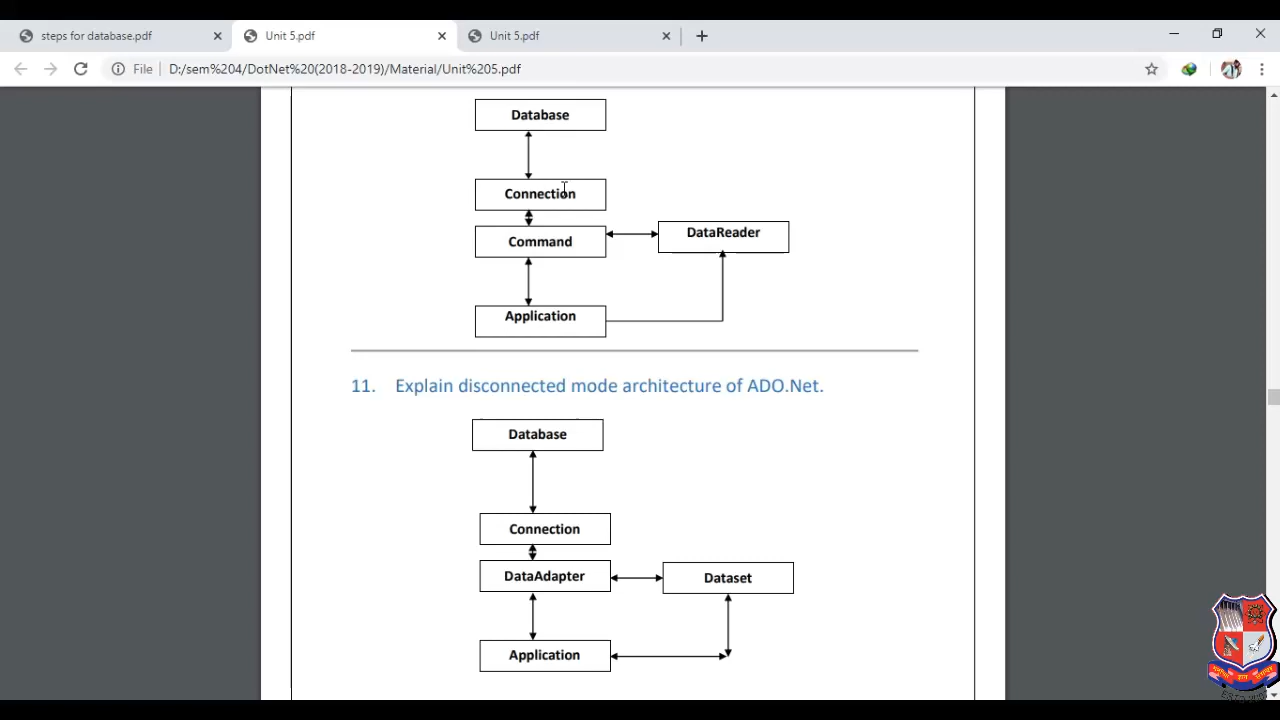 steps for database.pdf
Unit 5.pdf
Unit 5.pdf
File
D:/sem%204/DotNet%20(2018-2019)/Material/Unit%205.pdf
Database
Connection
Command
DataReader
Application
11. Explain disconnected mode architecture of ADO.Net.
Database
Connection
DataAdapter
Dataset
Application